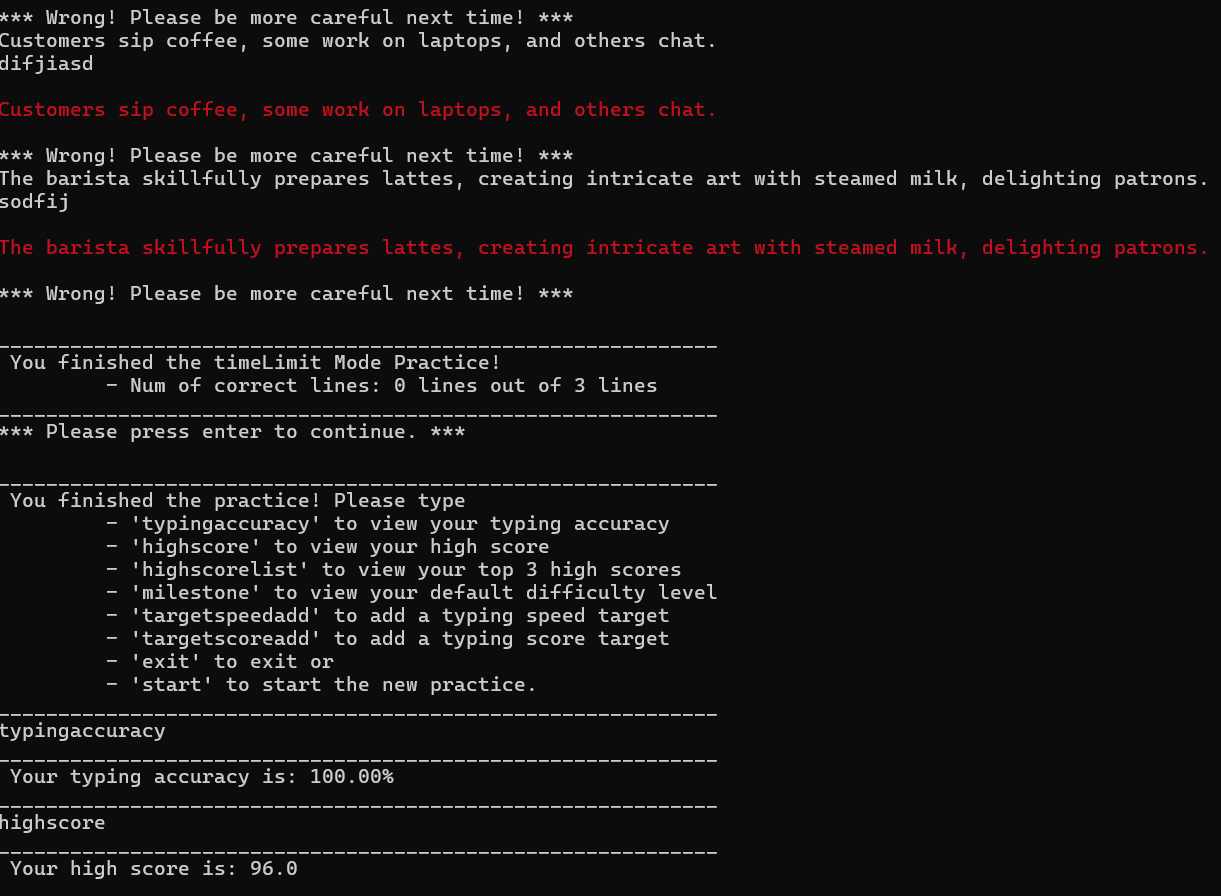 *** Wrong! Please be more careful next time! ***
Customers sip coffee, some work on laptops, and others chat.
difjiasd
Customers sip coffee, some work on laptops, and others chat.
*** Wrong! Please be more careful next time! ***
The barista skillfully prepares lattes, creating intricate art with steamed milk, delighting patrons.
sodfij
The barista skillfully prepares lattes, creating intricate art with steamed milk, delighting patrons.
*** Wrong! Please be more careful next time! ***
____________________________________________________________
You finished the timeLimit Mode Practice!
- Num of correct lines: 0 lines out of 3 lines
____________________________________________________________
*** Please press enter to continue. ***
____________________________________________________________
You finished the practice! Please type
- 'typingaccuracy' to view your typing accuracy
- 'highscore' to view your high score
- 'highscorelist' to view your top 3 high scores
- 'milestone' to view your default difficulty level
- 'targetspeedadd' to add a typing speed target
- 'targetscoreadd' to add a typing score target
- 'exit' to exit or
- 'start' to start the new practice.
____________________________________________________________
typingaccuracy
____________________________________________________________
Your typing accuracy is: 100.00%
____________________________________________________________
highscore
____________________________________________________________
Your high score is: 96.0